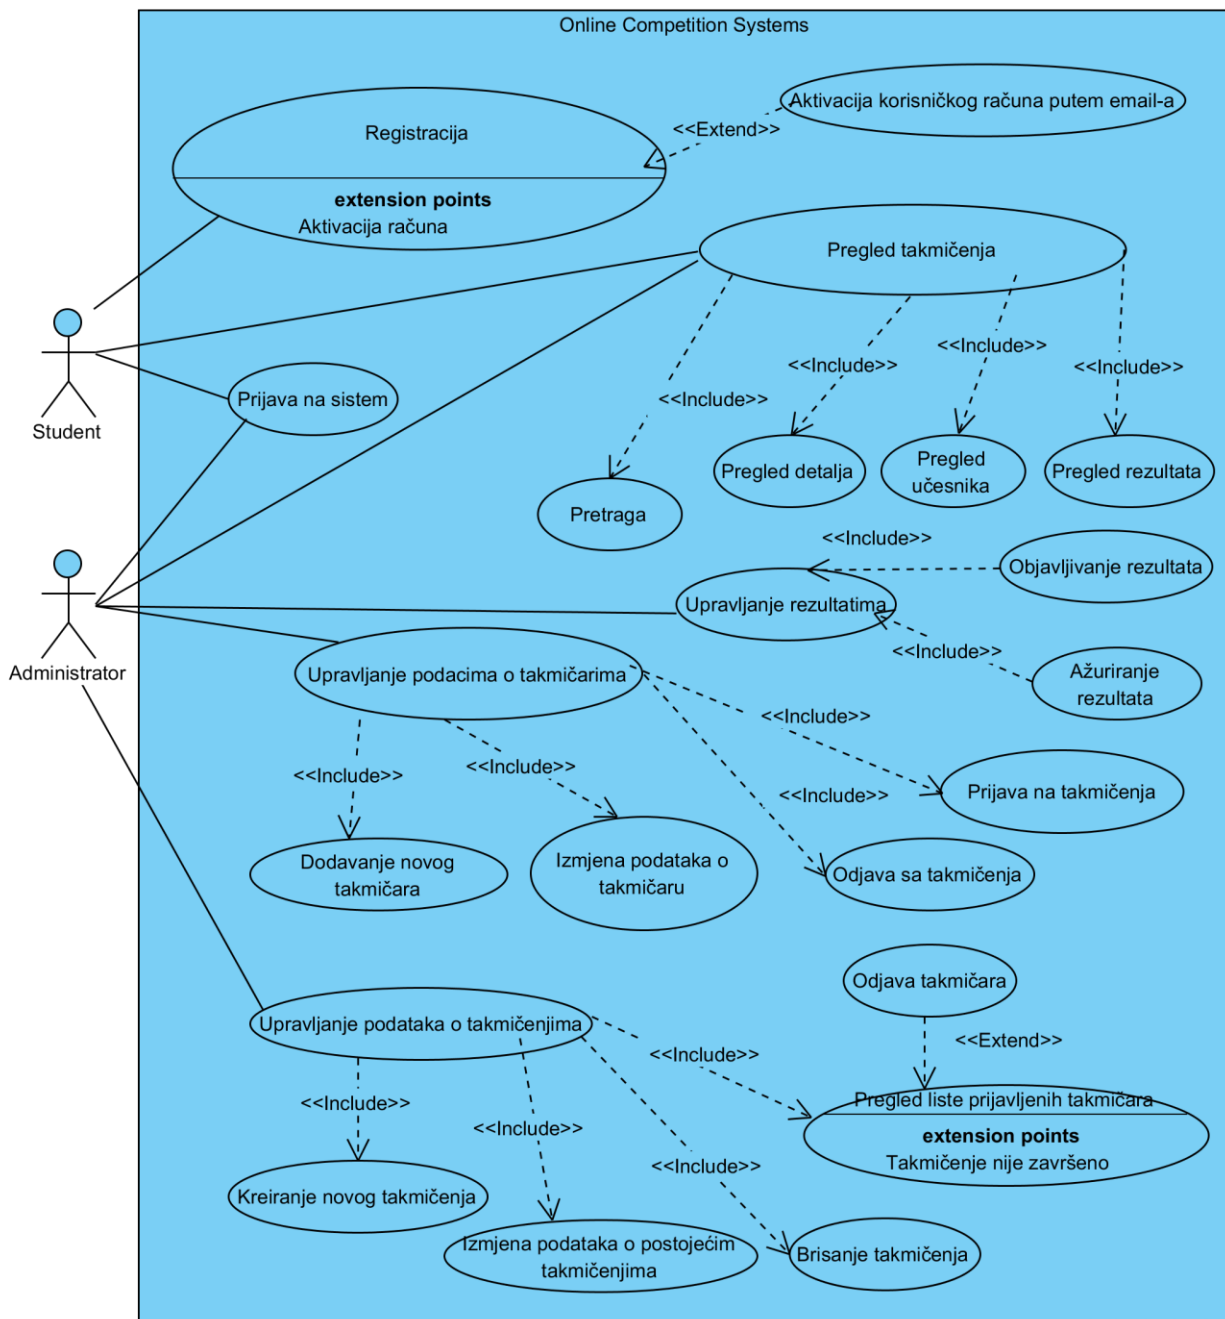 Online Competition Systems
Aktivacija korisničkog računa putem email-a
<<Extend>>
Registracija
extension points
Aktivacija računa
Pregled takmičenja
<<Include>>
<<Include>>
<<Include>>
<<Include>>
Student
Prijava na sistem
Pregled detalja
Pregled
učesnika
Pregled rezultata
Pretraga
<<Include>>
Objavljivanje rezultata
Upravljanje rezultatima
<<Include>>
Ažuriranje
rezultata
Administrator
Upravljanje podacima o takmičarima
<<Include>>
<<Include>>
<<Include>>
<<Include>>
Prijava na takmičenja
Dodavanje novog
takmičara
Izmjena podataka o
takmičaru
Odjava sa takmičenja
Odjava takmičara
Upravljanje podataka o takmičenjima
<<Extend>>
<<Include>>
<<Include>>
<<Include>>
<<Include>>
Pregled liste prijavljenih takmičara
extension points
Takmičenje nije završeno
Kreiranje novog takmičenja
Izmjena podataka o postojećim
takmičenjima
Brisanje takmičenja